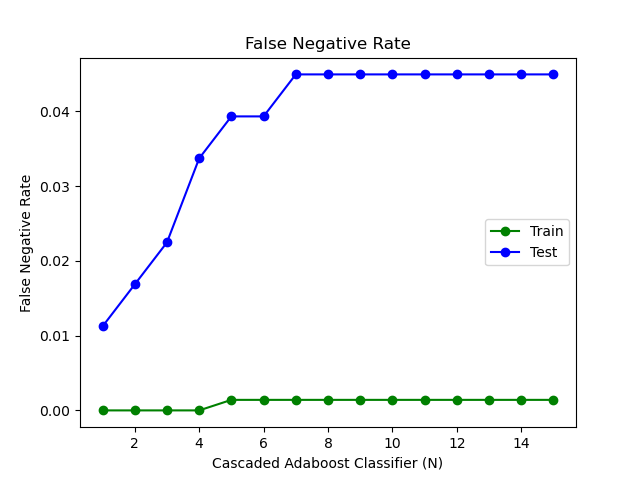 False Negative Rate
False Negative Rate
0.04
0.03
0.02
0.01
0.00
Train
Test
2 4 6 8 10 12 14
Cascaded Adaboost Classifier (N)